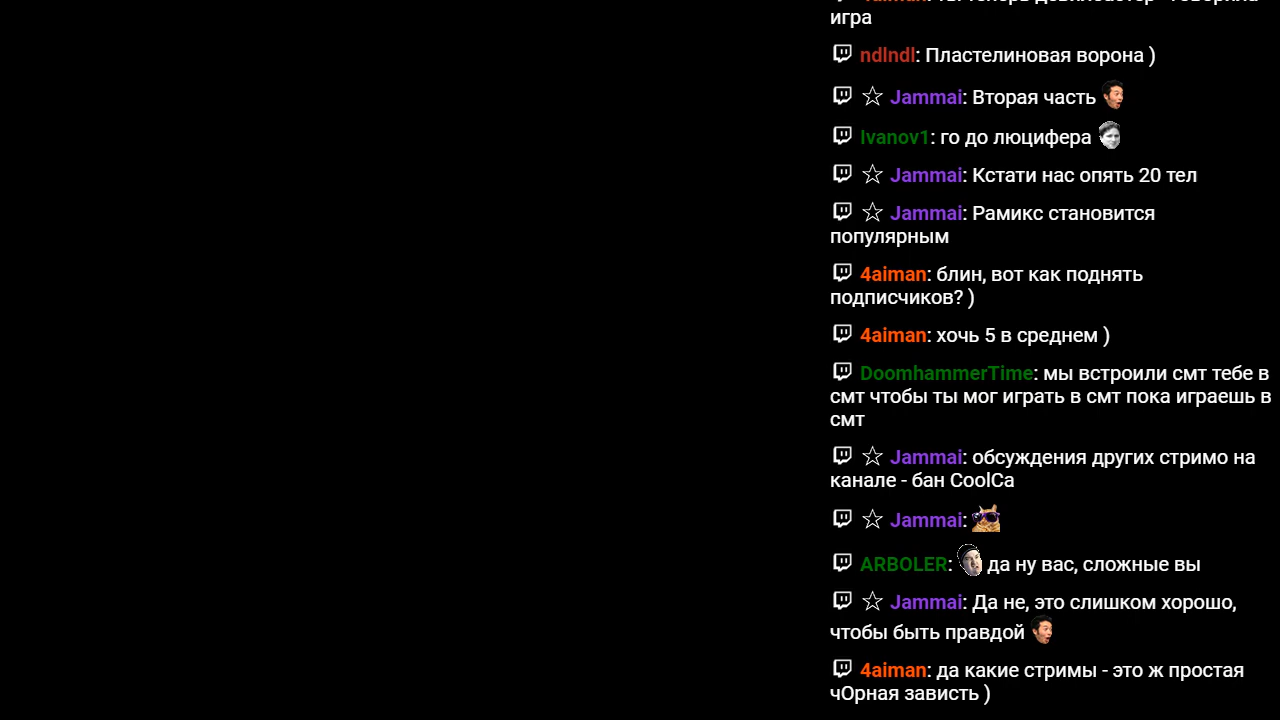 игра
ndlndl: Пластелиновая ворона )
☆ Jammai: Вторая часть
Ivanov1: го до люцифера
☆ Jammai: Кстати нас опять 20 тел
☆ Jammai: Рамикс становится
популярным
4aiman: блин, вот как поднять
подписчиков? )
4aiman: хочь 5 в среднем )
DoomhammerTime: мы встроили смт тебе в
смт чтобы ты мог играть в смт пока играешь в
смт
☆ Jammai: обсуждения других стримо на
канале - бан CoolCa
☆ Jammai:
ARBOLER: да ну вас, сложные вы
☆ Jammai: Да не, это слишком хорошо,
чтобы быть правдой
4aiman: да какие стримы - это ж простая
чОрная зависть )